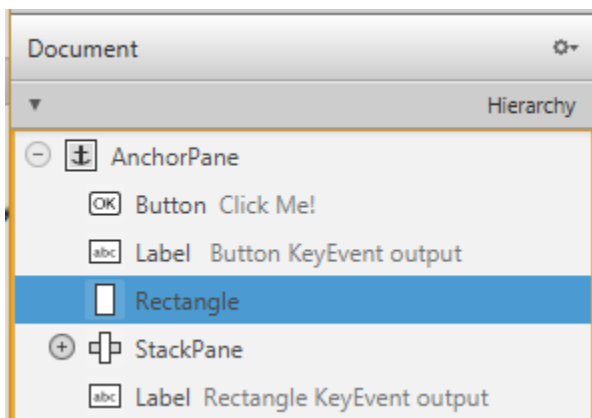 Document
Hierarchy
AnchorPane
OK Button Click Me!
abc Label Button KeyEvent output
Rectangle
StackPane
abc Label Rectangle KeyEvent output